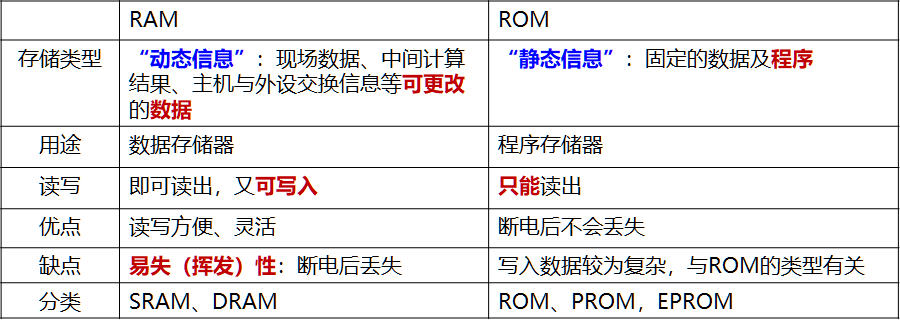 RAM
ROM
存储类型
“动态信息”：现场数据、中间计算
结果、主机与外设交换信息等可更改
的数据
“静态信息”：固定的数据及程序
用途
数据存储器
程序存储器
读写
即可读出，又可写入
只能读出
优点
读写方便、灵活
断电后不会丢失
缺点
易失（挥发）性：断电后丢失
写入数据较为复杂，与ROM的类型有关
分类
SRAM、DRAM
ROM、PROM，EPROM